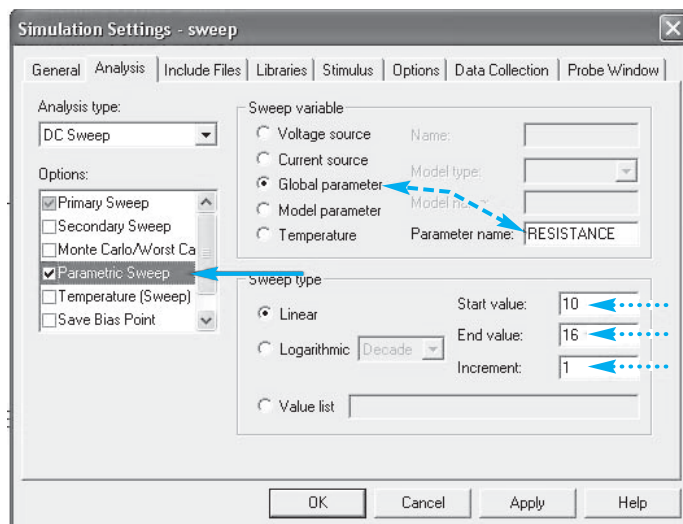 Simulation Settings - sweep
General Analysis Include Files Libraries Stimulus Options Data Collection Probe Window
Analysis type:
DC Sweep
Options:
Primary Sweep
Secondary Sweep
Monte Carlo/Worst Ca
Parametric Sweep
Temperature (Sweep)
Save Bias Point
Sweep variable
Voltage source
Current source
Global parameter
Model parameter
Temperature
Name:
Model type:
Model name:
Parameter name: RESISTANCE
Sweep type
Linear
Logarithmic Decade
Value list
Start value: 10
End value: 16
Increment: 1
OK Cancel Apply Help